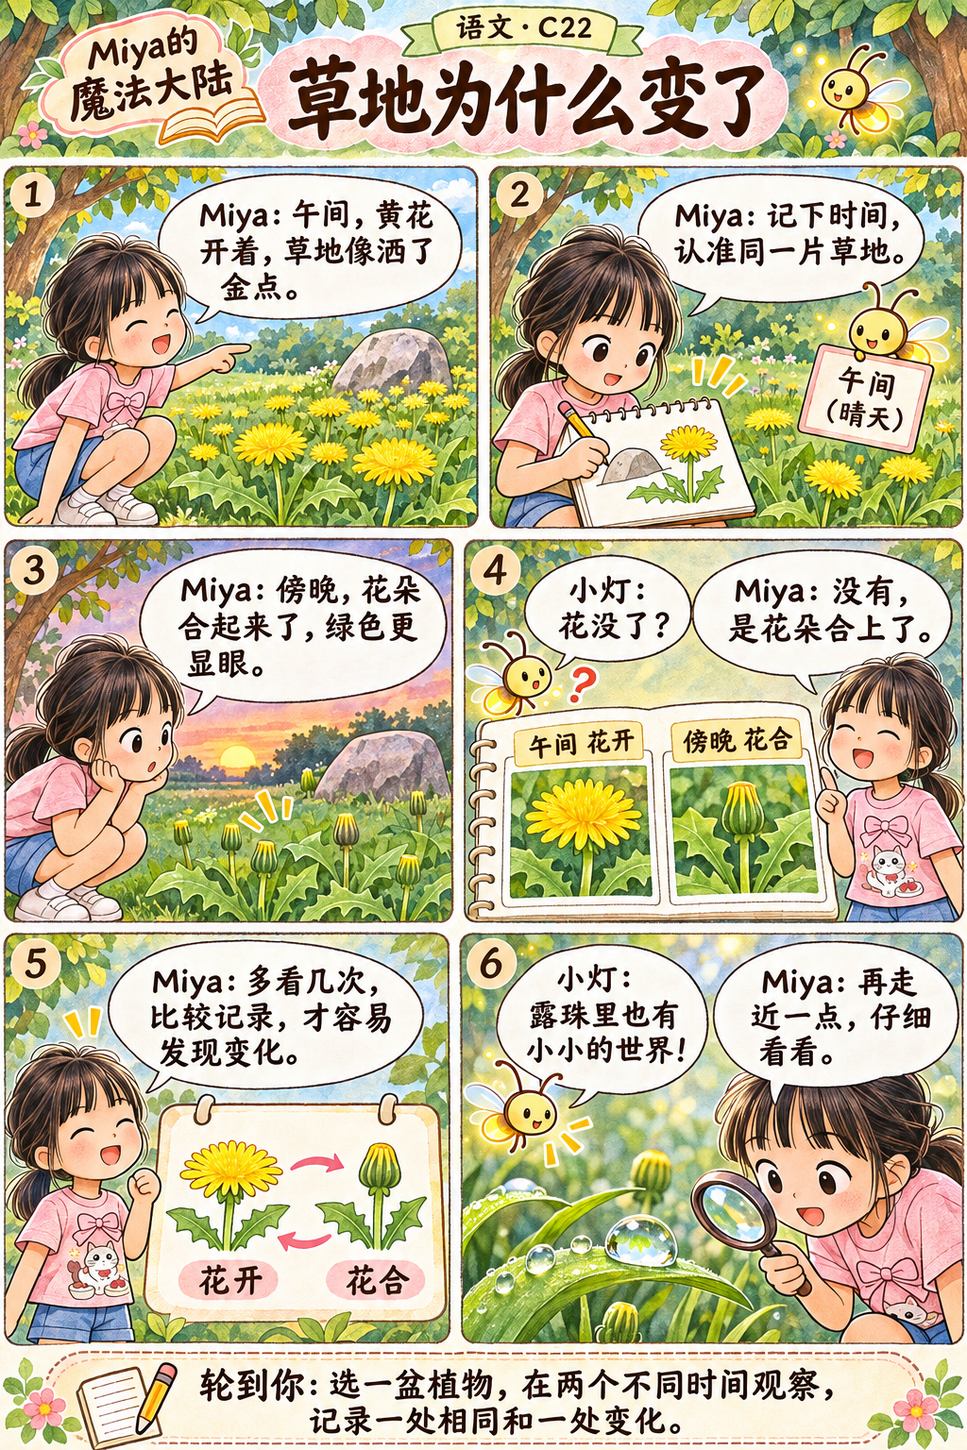 Miya的
魔法大陆
语文·C22
草地为什么变了
1
Miya：午间，黄花
开着，草地像洒了
金点。
2
Miya：记下时间，
认准同一片草地。
午间
（晴天）
3
Miya：傍晚，花朵
合起来了，绿色更
显眼。
4
小灯：
花没了？
Miya：没有，
是花朵合上了。
?
午间 花开
傍晚 花合
5
Miya：多看几次，
比较记录，才容易
发现变化。
花开
花合
6
小灯：
露珠里也有
小小的世界！
Miya：再走
近一点，仔细
看看。
轮到你：选一盆植物，在两个不同时间观察，
记录一处相同和一处变化。